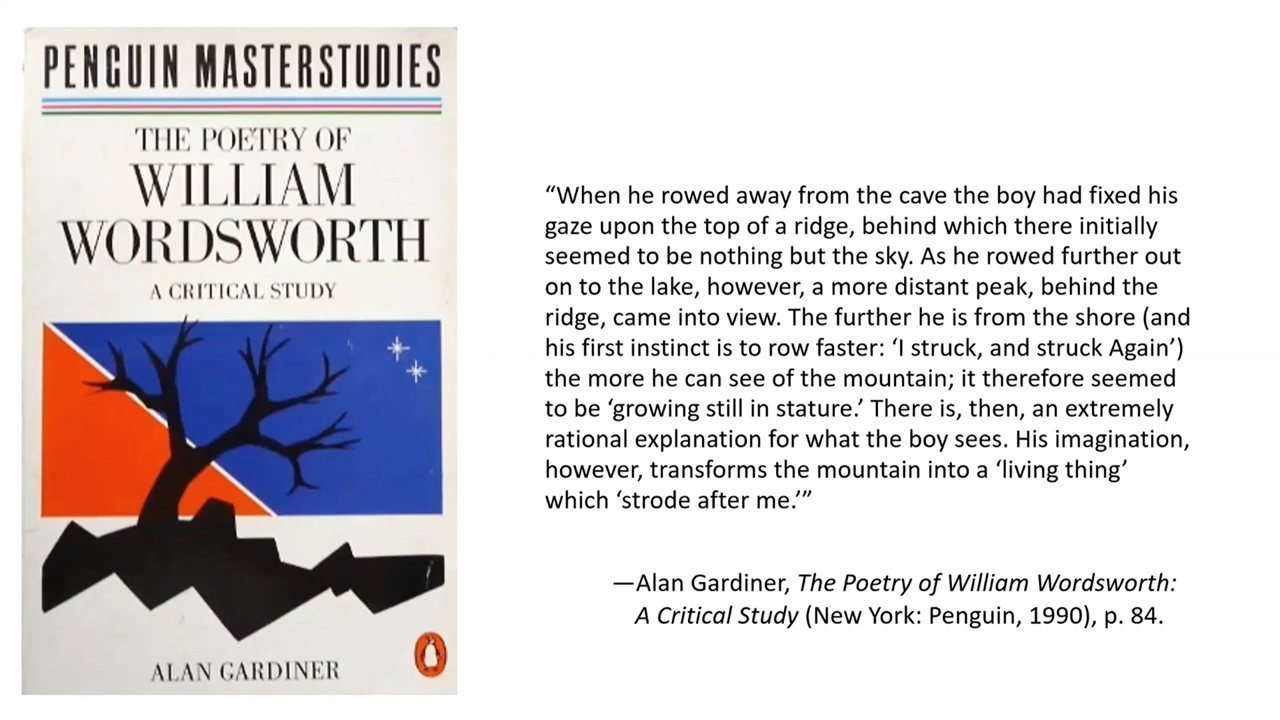 PENGUIN MASTERSTUDIES
THE POETRY OF
WILLIAM
WORDSWORTH
A CRITICAL STUDY
ALAN GARDINER
“When he rowed away from the cave the boy had fixed his
gaze upon the top of a ridge, behind which there initially
seemed to be nothing but the sky. As he rowed further out
on to the lake, however, a more distant peak, behind the
ridge, came into view. The further he is from the shore (and
his first instinct is to row faster: ‘I struck, and struck Again’)
the more he can see of the mountain; it therefore seemed
to be ‘growing still in stature.’ There is, then, an extremely
rational explanation for what the boy sees. His imagination,
however, transforms the mountain into a ‘living thing’
which ‘strode after me.’”
—Alan Gardiner, The Poetry of William Wordsworth:
A Critical Study (New York: Penguin, 1990), p. 84.